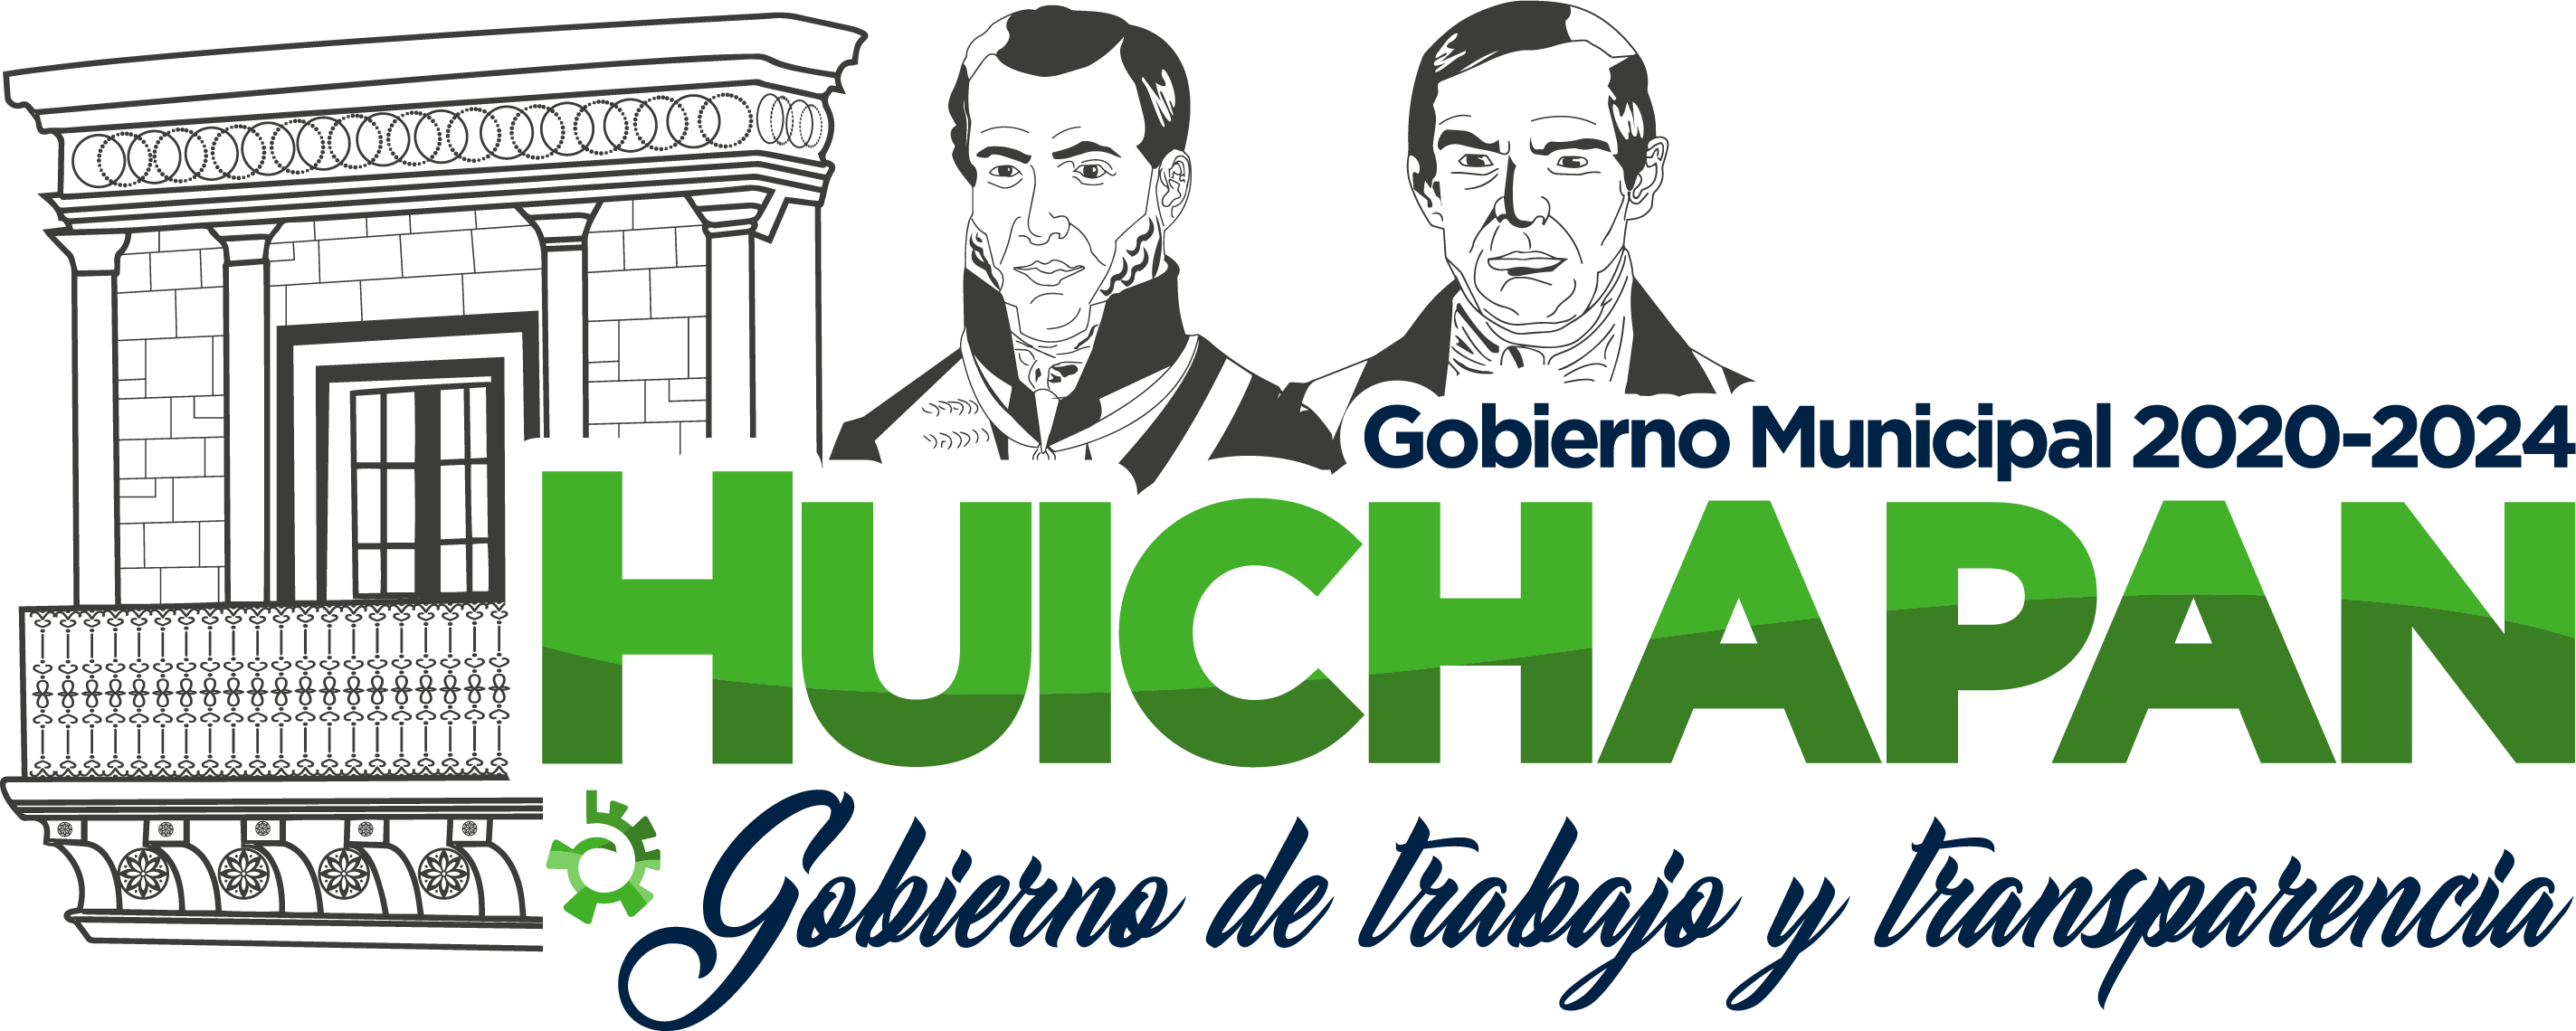 Gobierno Municipal 2020-2024
HUICHAPAN
Gobierno de trabajo y transparencia